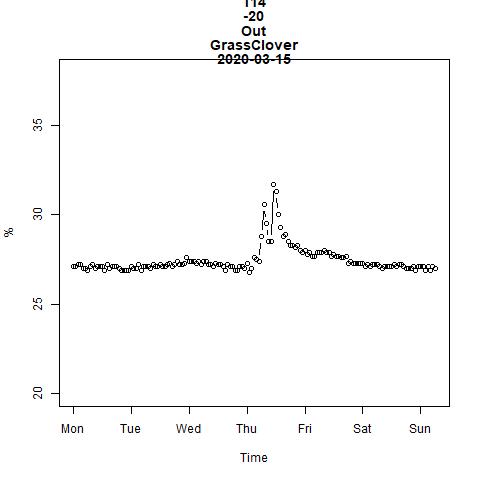 T14
-20
Out
GrassClover
2020-03-15
%
35
30
25
20
Mon Tue Wed Thu Fri Sat Sun
Time